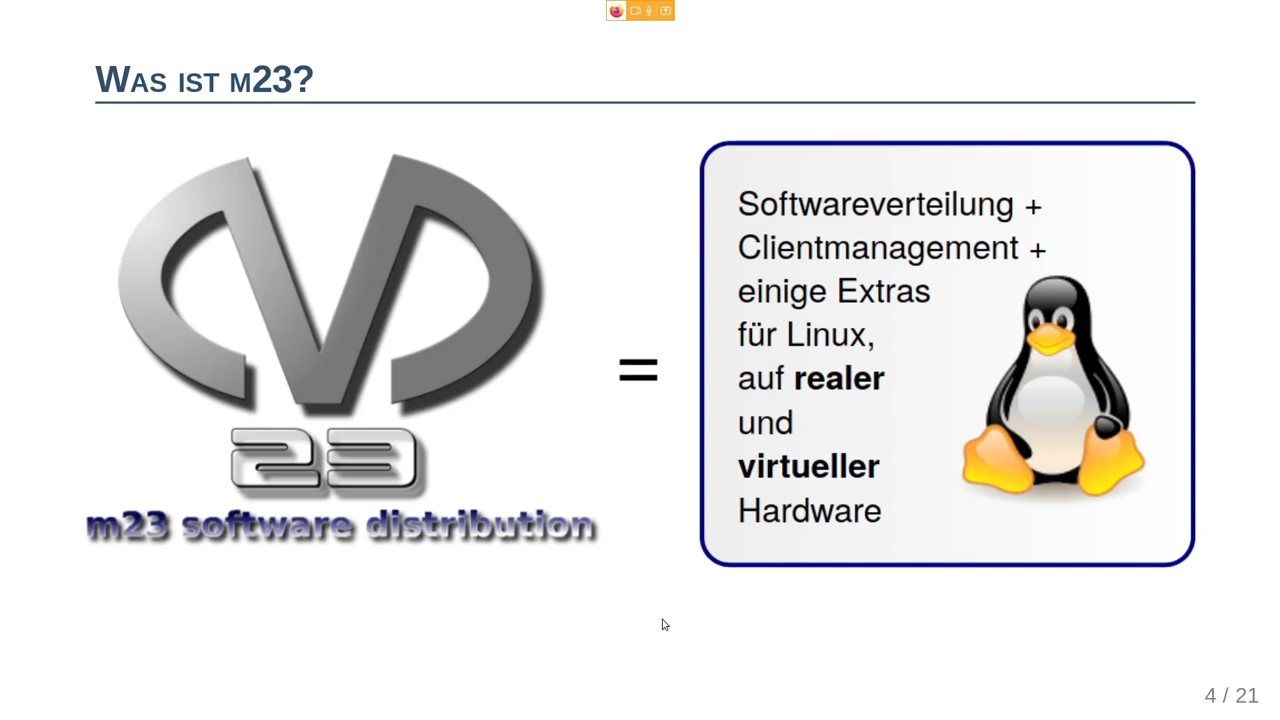 Was ist m23?
23
m23 software distribution
=
Softwareverteilung +
Clientmanagement +
einige Extras
für Linux,
auf realer
und
virtueller
Hardware
4 / 21